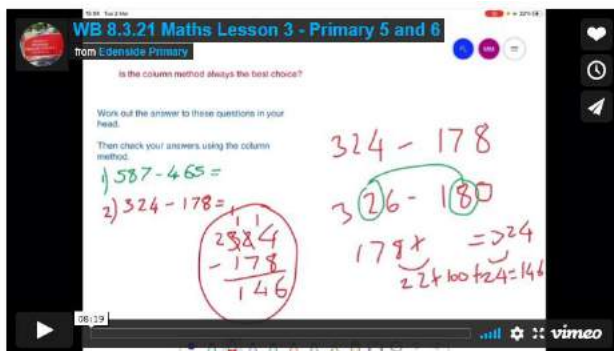 WB 8.3.21 Maths Lesson 3 - Primary 5 and 6
from Edenside Primary
Is the column method always the best choice?
Work out the answer to these questions in your
head.
Then check your answers using the column
method.
1) 587 - 465 =
2) 324 - 178 =
- 178
146
324 - 178
326 - 180
178 + = 324
22 + 100 + 24 = 146
08:19
vimeo